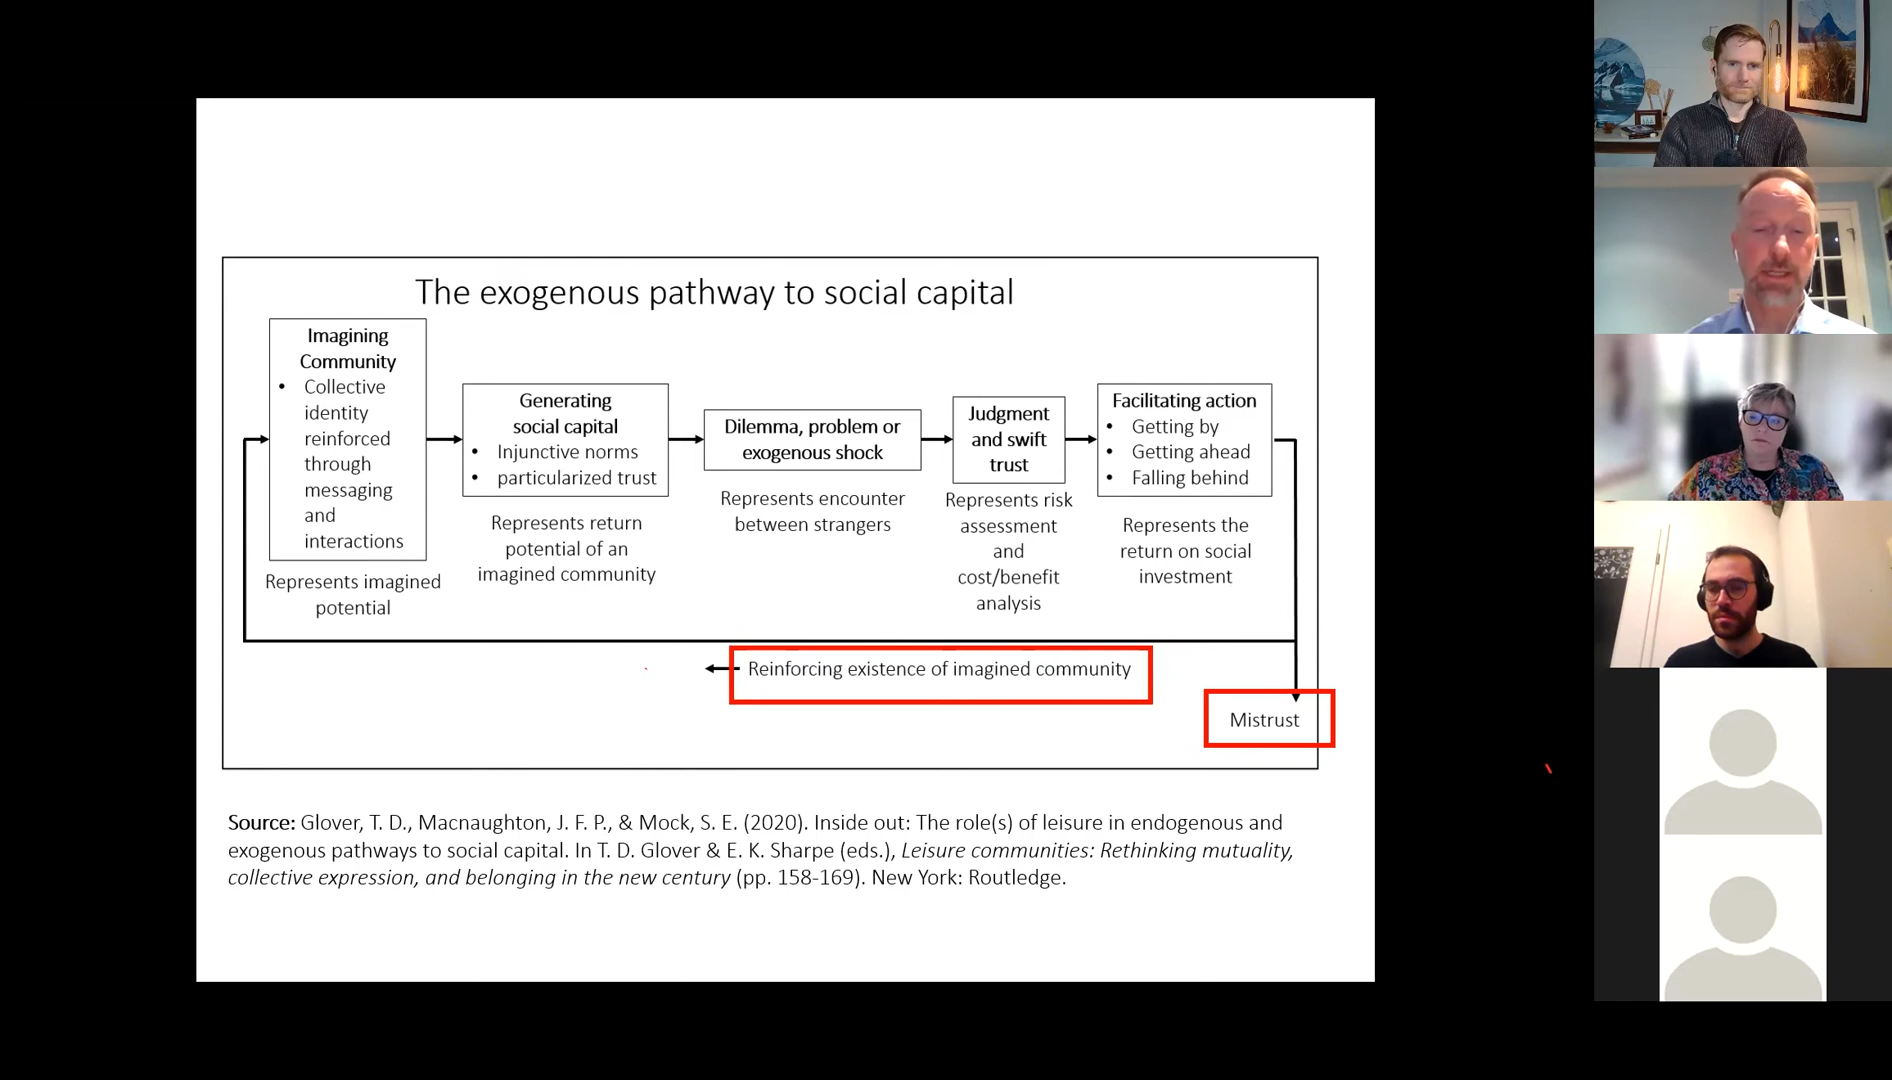 The exogenous pathway to social capital
Imagining
Community
• Collective
identity
reinforced
through
messaging
and
interactions
Represents imagined
potential
Generating
social capital
• Injunctive norms
• particularized trust
Represents return
potential of an
imagined community
Dilemma, problem or
exogenous shock
Represents encounter
between strangers
Judgment
and swift
trust
Represents risk
assessment
and
cost/benefit
analysis
Facilitating action
• Getting by
• Getting ahead
• Falling behind
Represents the
return on social
investment
Reinforcing existence of imagined community
Mistrust
Source: Glover, T. D., Macnaughton, J. F. P., & Mock, S. E. (2020). Inside out: The role(s) of leisure in endogenous and
exogenous pathways to social capital. In T. D. Glover & E. K. Sharpe (eds.), Leisure communities: Rethinking mutuality,
collective expression, and belonging in the new century (pp. 158-169). New York: Routledge.